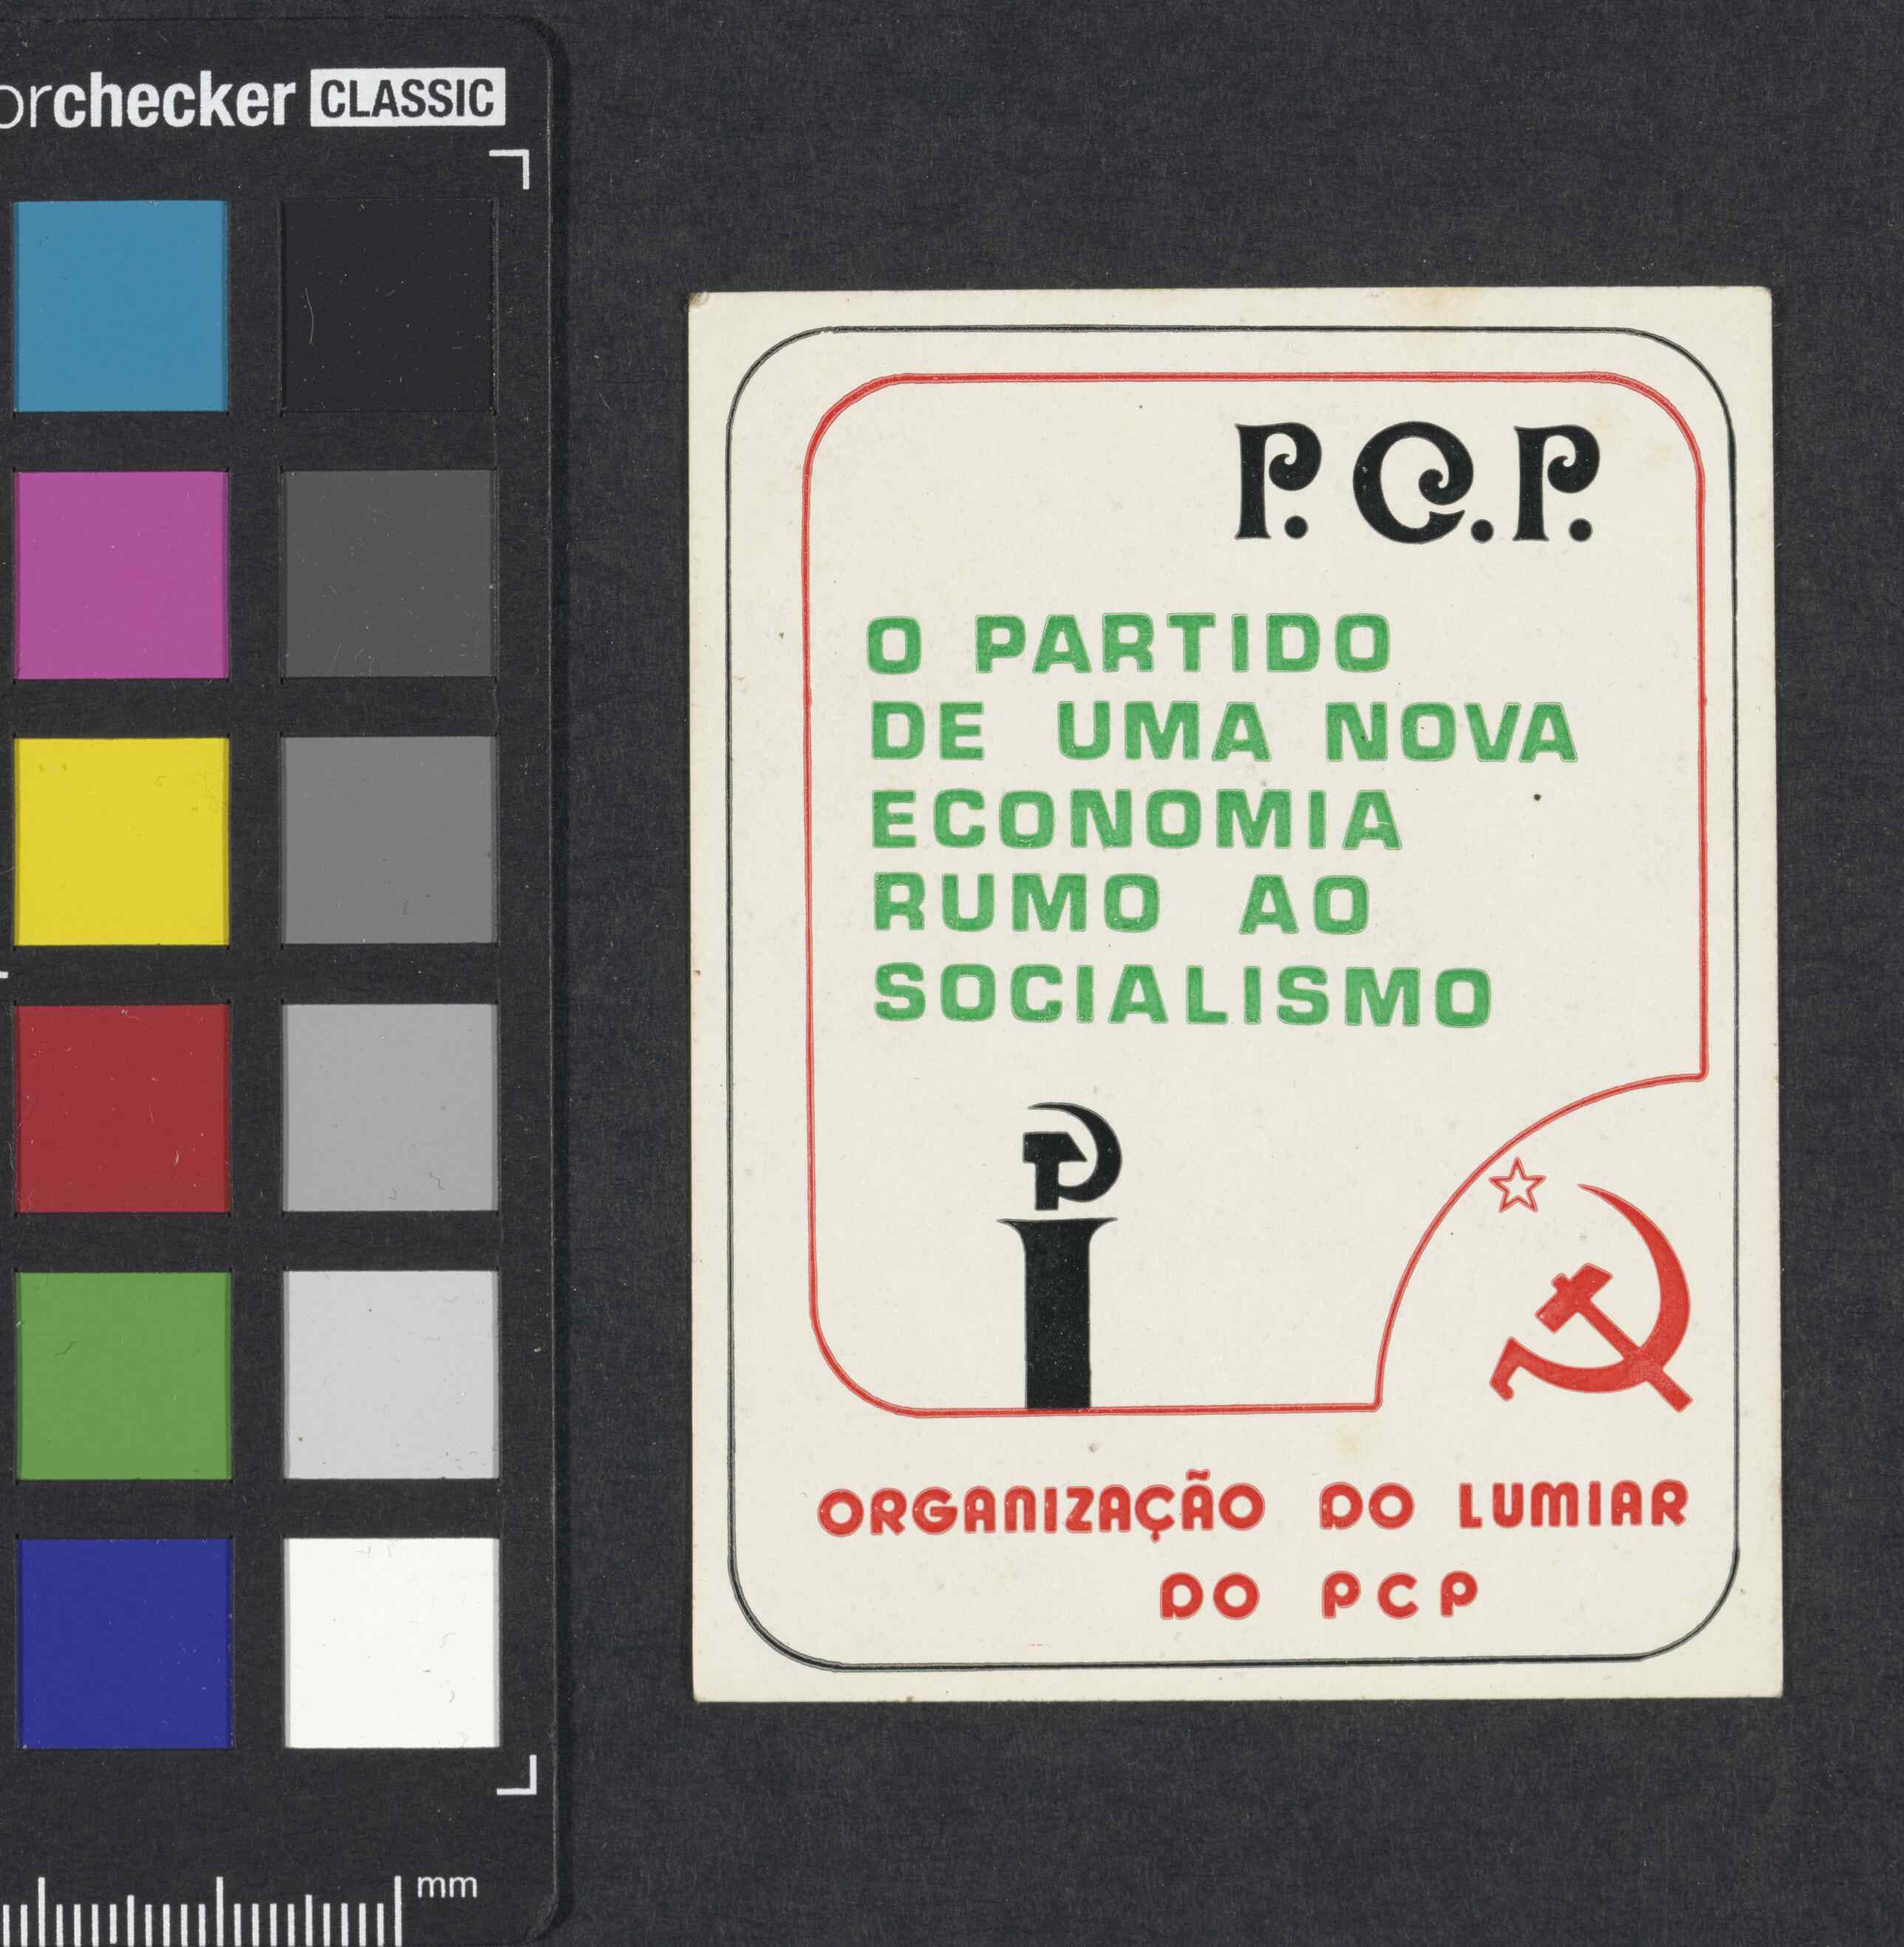 orchecker CLASSIC
P.C.P.
O PARTIDO
DE UMA NOVA
ECONOMIA
RUMO AO
SOCIALISMO
ORGANIZAÇÃO DO LUMIAR
DO PCP
mm